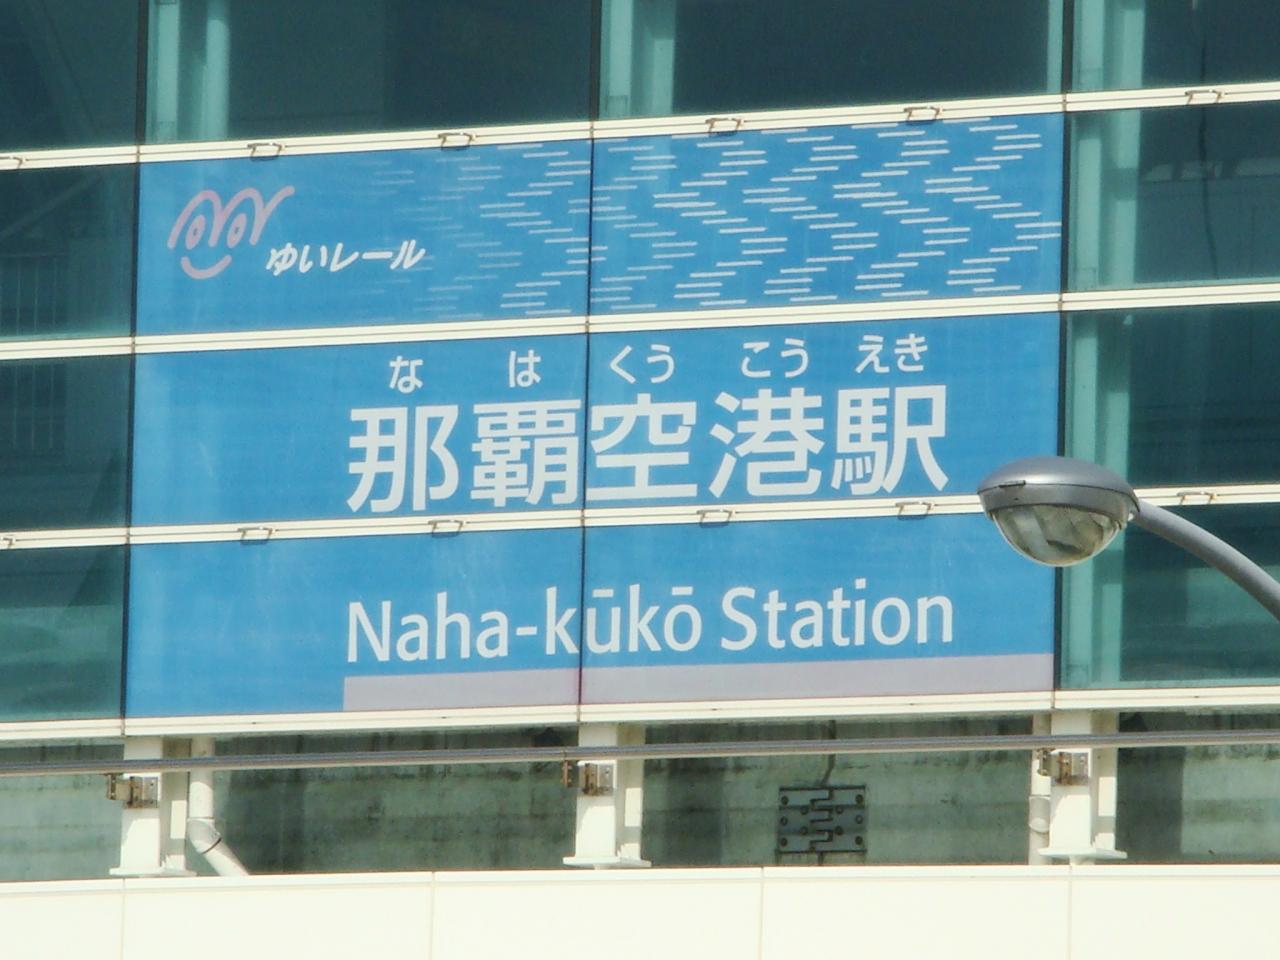 ゆいレール
な は くう こう えき
那覇空港駅
Naha-kūkō Station